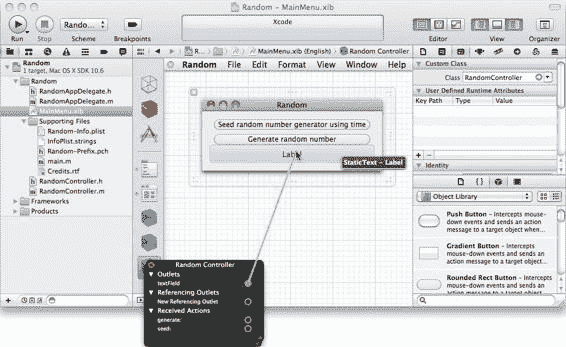 Random – MainMenu.xib
Xcode
Rando...
Run Stop Scheme Breakpoints Editor View Organizer
R... MainMenu.xib (English) Random Controller
Random
1 target, Mac OS X SDK 10.6
Random
RandomAppDelegate.h
RandomAppDelegate.m
MainMenu.xib
Supporting Files
Random-Info.plist
InfoPlist.strings
Random-Prefix.pch
main.m
Credits.rtf
RandomController.h
RandomController.m
Frameworks
Products
Random File Edit Format View Window Help
Random
Seed random number generator using time
Generate random number
Label
StaticText – Label
Random Controller
Outlets
textField
Referencing Outlets
New Referencing Outlet
Received Actions
generate:
seed:
Custom Class
Class RandomController
User Defined Runtime Attributes
Key Path Type Value
Identity
Object Library
Push Button – Intercepts mouse-
down events and sends an
action message to a target object
when...
Gradient Button – Intercepts
mouse-down events and sends an
action message to a target object...
Rounded Rect Button – Intercepts
mouse-down events and sends an
action message to a target object...